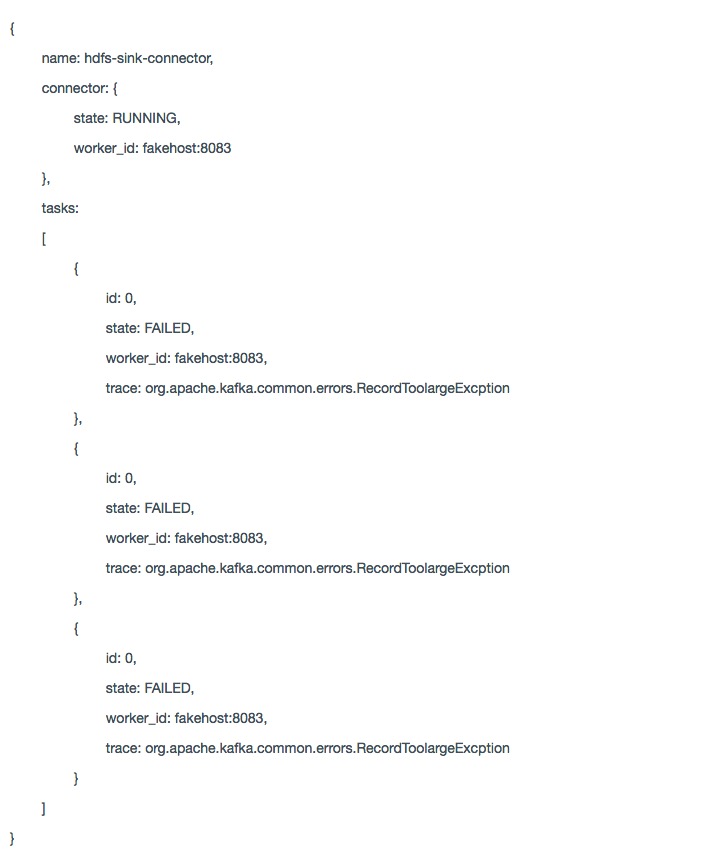 {
name: hdfs-sink-connector,
connector: {
state: RUNNING,
worker_id: fakehost:8083
},
tasks:
[
{
id: 0,
state: FAILED,
worker_id: fakehost:8083,
trace: org.apache.kafka.common.errors.RecordToolargeExcption
},
{
id: 0,
state: FAILED,
worker_id: fakehost:8083,
trace: org.apache.kafka.common.errors.RecordToolargeExcption
},
{
id: 0,
state: FAILED,
worker_id: fakehost:8083,
trace: org.apache.kafka.common.errors.RecordToolargeExcption
}
]
}